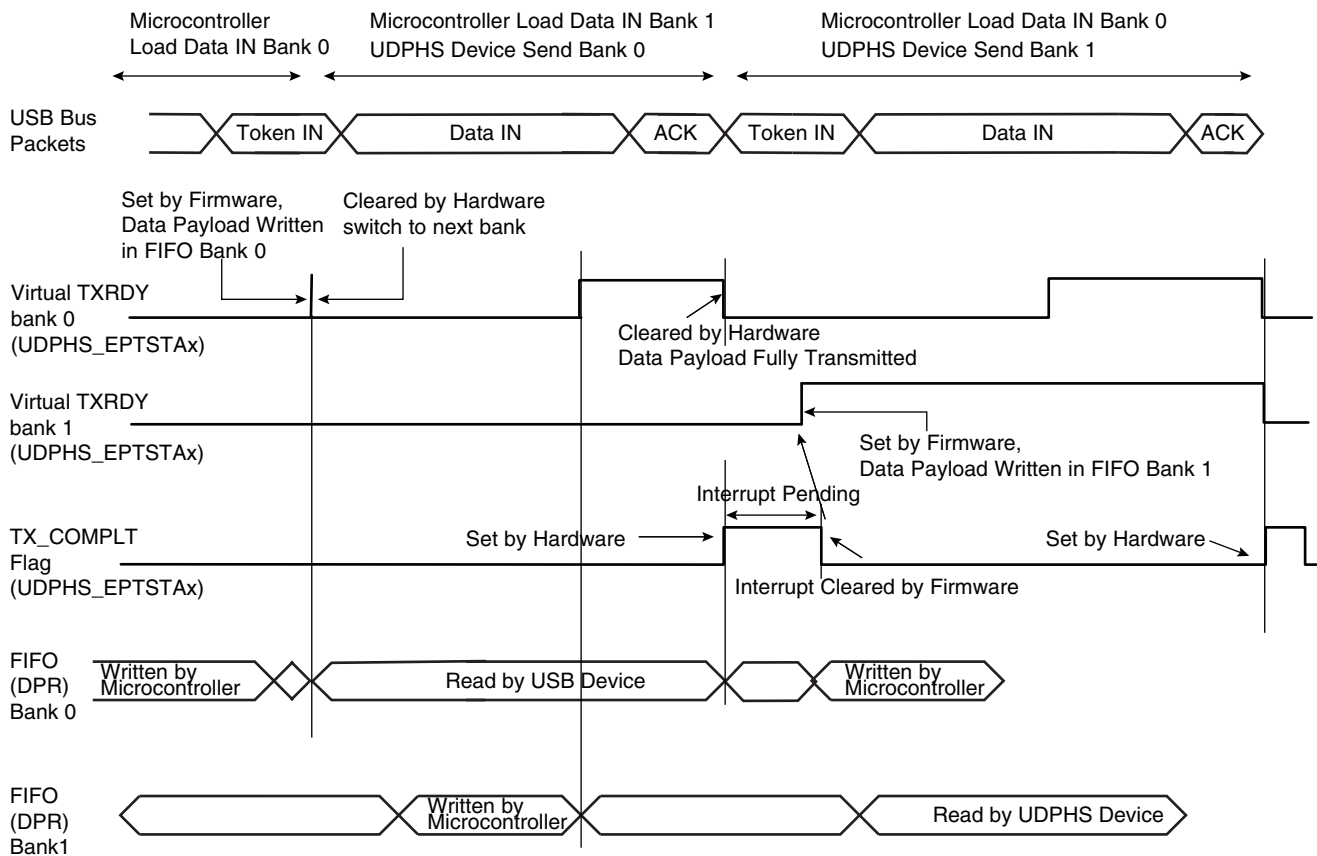 Microcontroller
Load Data IN Bank 0
Microcontroller Load Data IN Bank 1
UDPHS Device Send Bank 0
Microcontroller Load Data IN Bank 0
UDPHS Device Send Bank 1
USB Bus
Packets
Token IN
Data IN
ACK
Token IN
Data IN
ACK
Set by Firmware,
Data Payload Written
in FIFO Bank 0
Cleared by Hardware
switch to next bank
Virtual TXRDY
bank 0
(UDPHS_EPTSTAx)
Cleared by Hardware
Data Payload Fully Transmitted
Virtual TXRDY
bank 1
(UDPHS_EPTSTAx)
Set by Firmware,
Data Payload Written in FIFO Bank 1
Interrupt Pending
TX_COMPLT
Flag
(UDPHS_EPTSTAx)
Set by Hardware
Set by Hardware
Interrupt Cleared by Firmware
FIFO
(DPR)
Bank 0
Written by
Microcontroller
Read by USB Device
Written by
Microcontroller
FIFO
(DPR)
Bank1
Written by
Microcontroller
Read by UDPHS Device